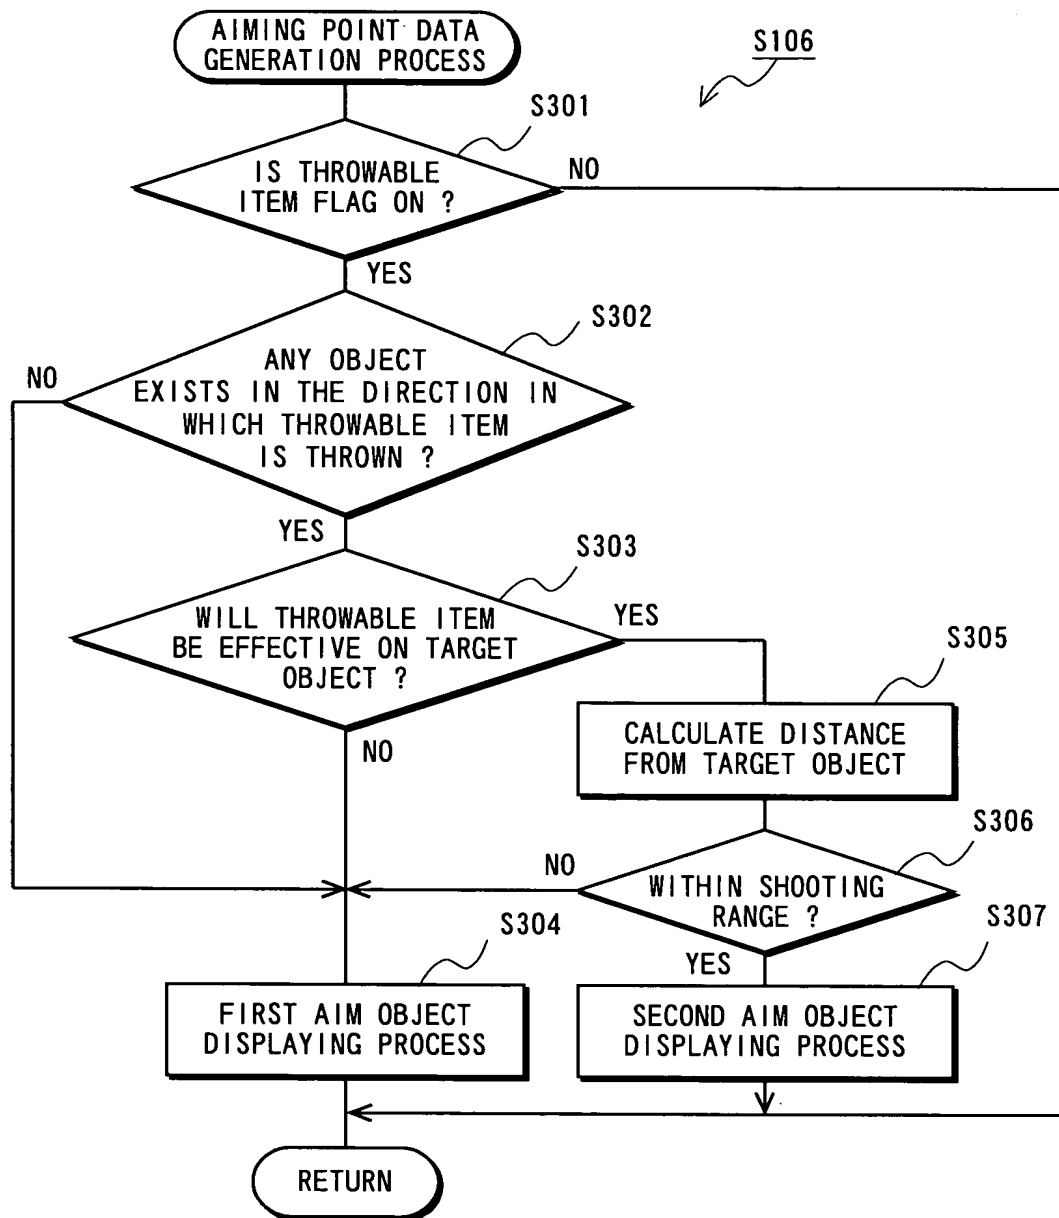 AIMING POINT DATA
GENERATION PROCESS
S106
S301
IS THROWABLE
ITEM FLAG ON ?
NO
YES
S302
ANY OBJECT
EXISTS IN THE DIRECTION IN
WHICH THROWABLE ITEM
IS THROWN ?
NO
YES
S303
WILL THROWABLE ITEM
BE EFFECTIVE ON TARGET
OBJECT ?
YES
NO
S305
CALCULATE DISTANCE
FROM TARGET OBJECT
S306
WITHIN SHOOTING
RANGE ?
NO
YES
S304
FIRST AIM OBJECT
DISPLAYING PROCESS
S307
SECOND AIM OBJECT
DISPLAYING PROCESS
RETURN